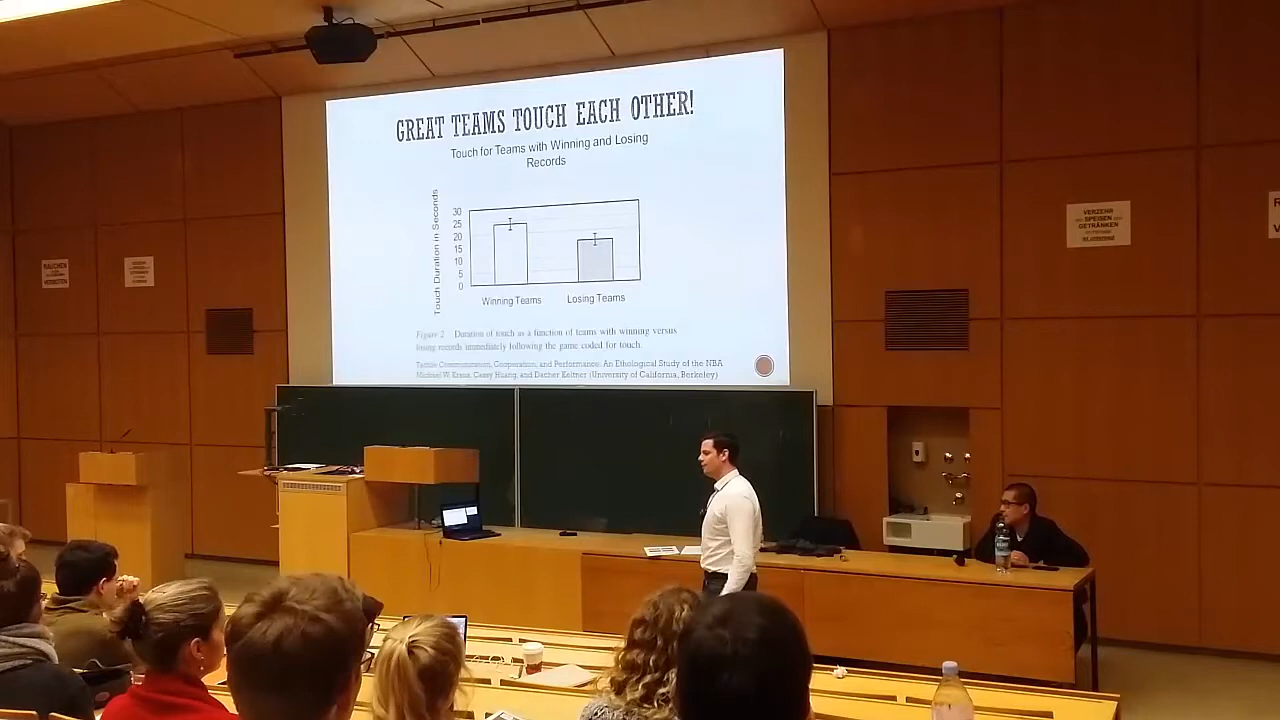 GREAT TEAMS TOUCH EACH OTHER!
Touch for Teams with Winning and Losing
Records
Touch Duration in Seconds
30
25
20
15
10
5
0
Winning Teams
Losing Teams
Figure 2. Duration of touch as a function of teams with winning versus
losing records immediately following the game coded for touch.
Tactile Communication, Cooperation, and Performance: An Ethological Study of the NBA
Michael W. Kraus, Cassy Huang, and Dacher Keltner (University of California, Berkeley)
RAUCHEN
VERBOTEN
VERZEHR
SPEISEN
GETRÄNKEN